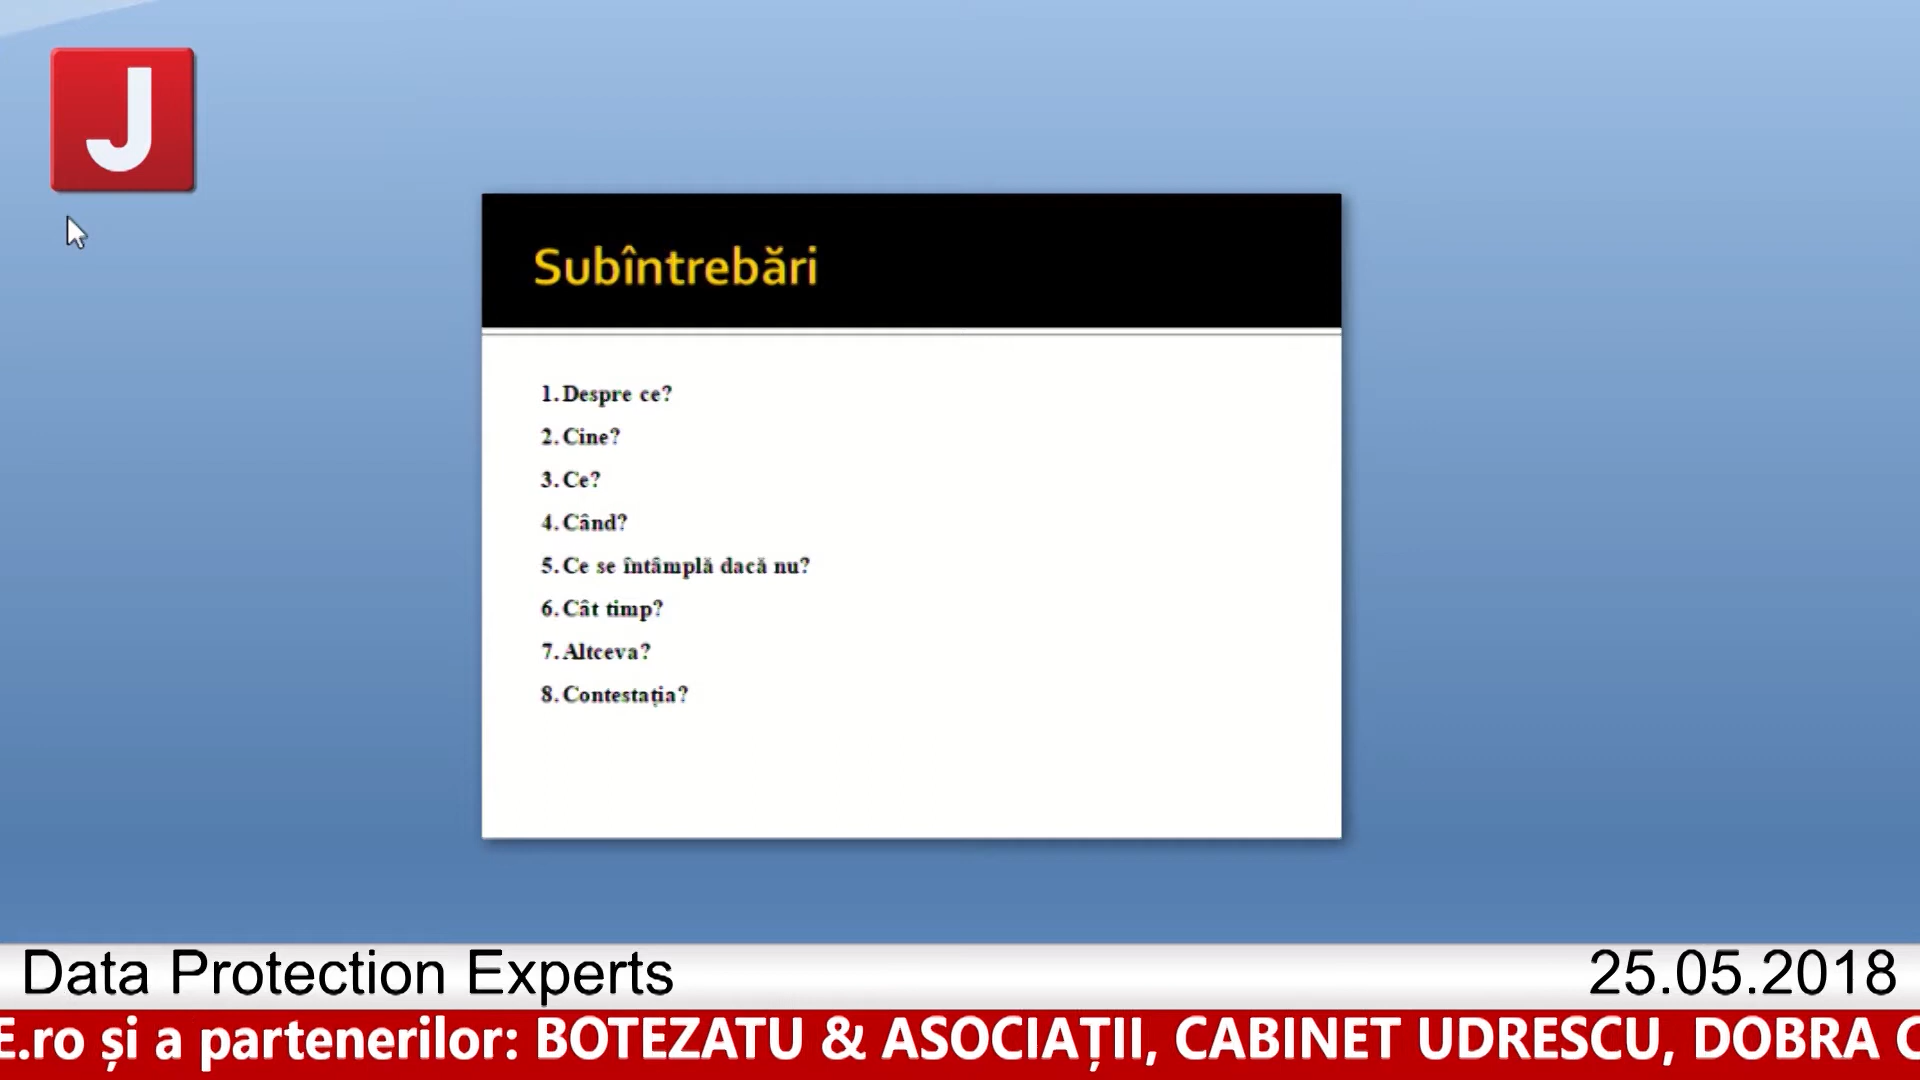 J
Subîntrebări
1. Despre ce?
2. Cine?
3. Ce?
4. Când?
5. Ce se întâmplă dacă nu?
6. Cât timp?
7. Altceva?
8. Contestația?
Data Protection Experts
25.05.2018
E.ro și a partenerilor: BOTEZATU & ASOCIAȚII, CABINET UDRESCU, DOBRA C